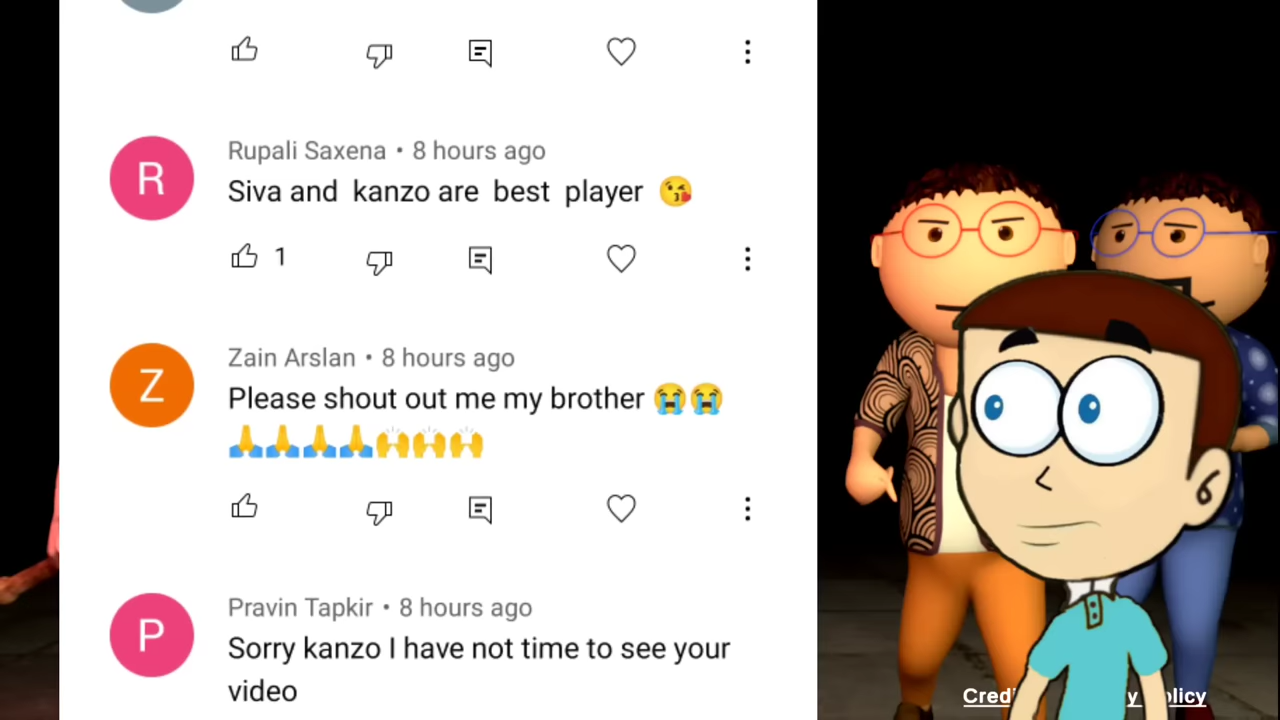 Rupali Saxena • 8 hours ago
Siva and kanzo are best player 😘
1
Zain Arslan • 8 hours ago
Please shout out me my brother 😭😭
🙏🙏🙏🙏🙌🙌🙌
Pravin Tapkir • 8 hours ago
Sorry kanzo I have not time to see your
video
R
Z
P